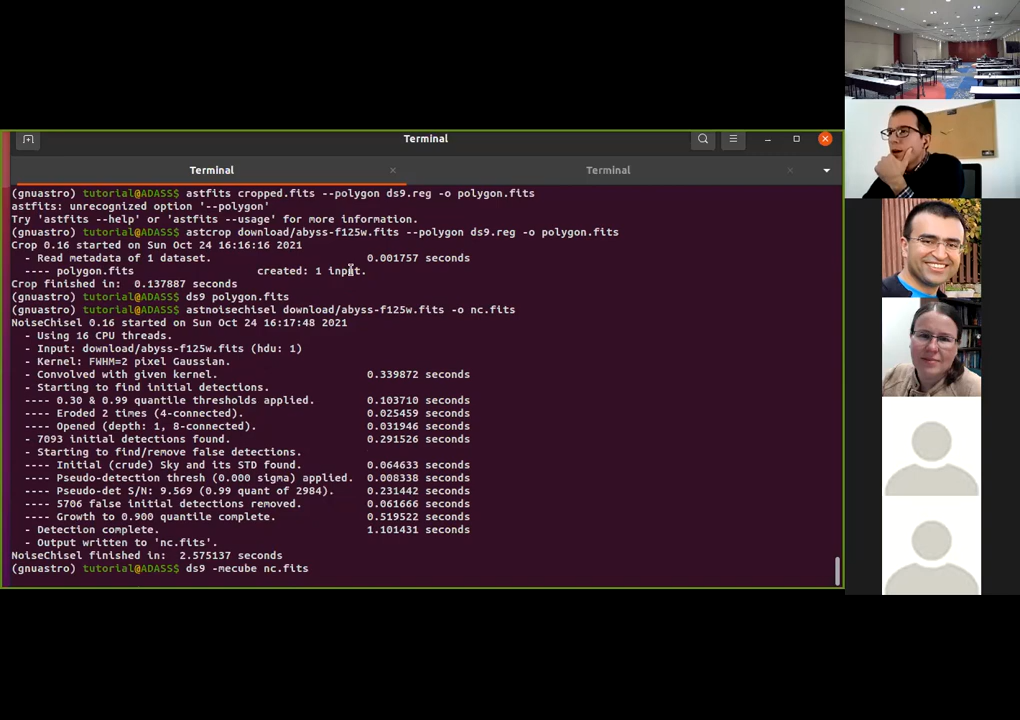 Terminal
Terminal
Terminal
(gnuastro) tutorial@ADASS$ astfits cropped.fits --polygon ds9.reg -o polygon.fits
astfits: unrecognized option '--polygon'
Try 'astfits --help' or 'astfits --usage' for more information.
(gnuastro) tutorial@ADASS$ astcrop download/abyss-f125w.fits --polygon ds9.reg -o polygon.fits
Crop 0.16 started on Sun Oct 24 16:16:16 2021
- Read metadata of 1 dataset. 0.001757 seconds
---- polygon.fits created: 1 input.
Crop finished in: 0.137887 seconds
(gnuastro) tutorial@ADASS$ ds9 polygon.fits
(gnuastro) tutorial@ADASS$ astnoisechisel download/abyss-f125w.fits -o nc.fits
NoiseChisel 0.16 started on Sun Oct 24 16:17:48 2021
- Using 16 CPU threads.
- Input: download/abyss-f125w.fits (hdu: 1)
- Kernel: FWHM=2 pixel Gaussian.
- Convolved with given kernel. 0.339872 seconds
- Starting to find initial detections.
---- 0.30 & 0.99 quantile thresholds applied. 0.103710 seconds
---- Eroded 2 times (4-connected). 0.025459 seconds
---- Opened (depth: 1, 8-connected). 0.031946 seconds
- 7093 initial detections found. 0.291526 seconds
- Starting to find/remove false detections.
---- Initial (crude) Sky and its STD found. 0.064633 seconds
---- Pseudo-detection thresh (0.000 sigma) applied. 0.008338 seconds
---- Pseudo-det S/N: 9.569 (0.99 quant of 2984). 0.231442 seconds
---- 5706 false initial detections removed. 0.061666 seconds
---- Growth to 0.900 quantile complete. 0.519522 seconds
- Detection complete. 1.101431 seconds
- Output written to 'nc.fits'.
NoiseChisel finished in: 2.575137 seconds
(gnuastro) tutorial@ADASS$ ds9 -mecube nc.fits